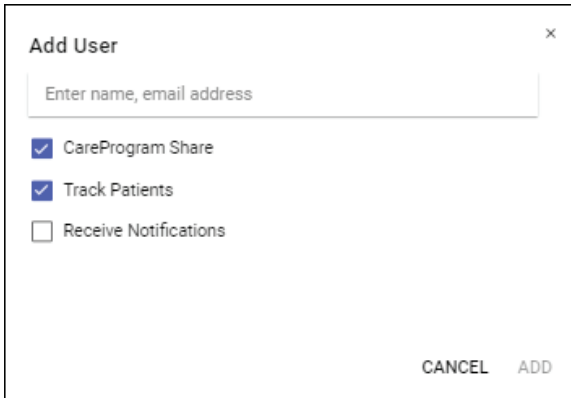 Add User
×
Enter name, email address
CareProgram Share
Track Patients
Receive Notifications
CANCEL ADD